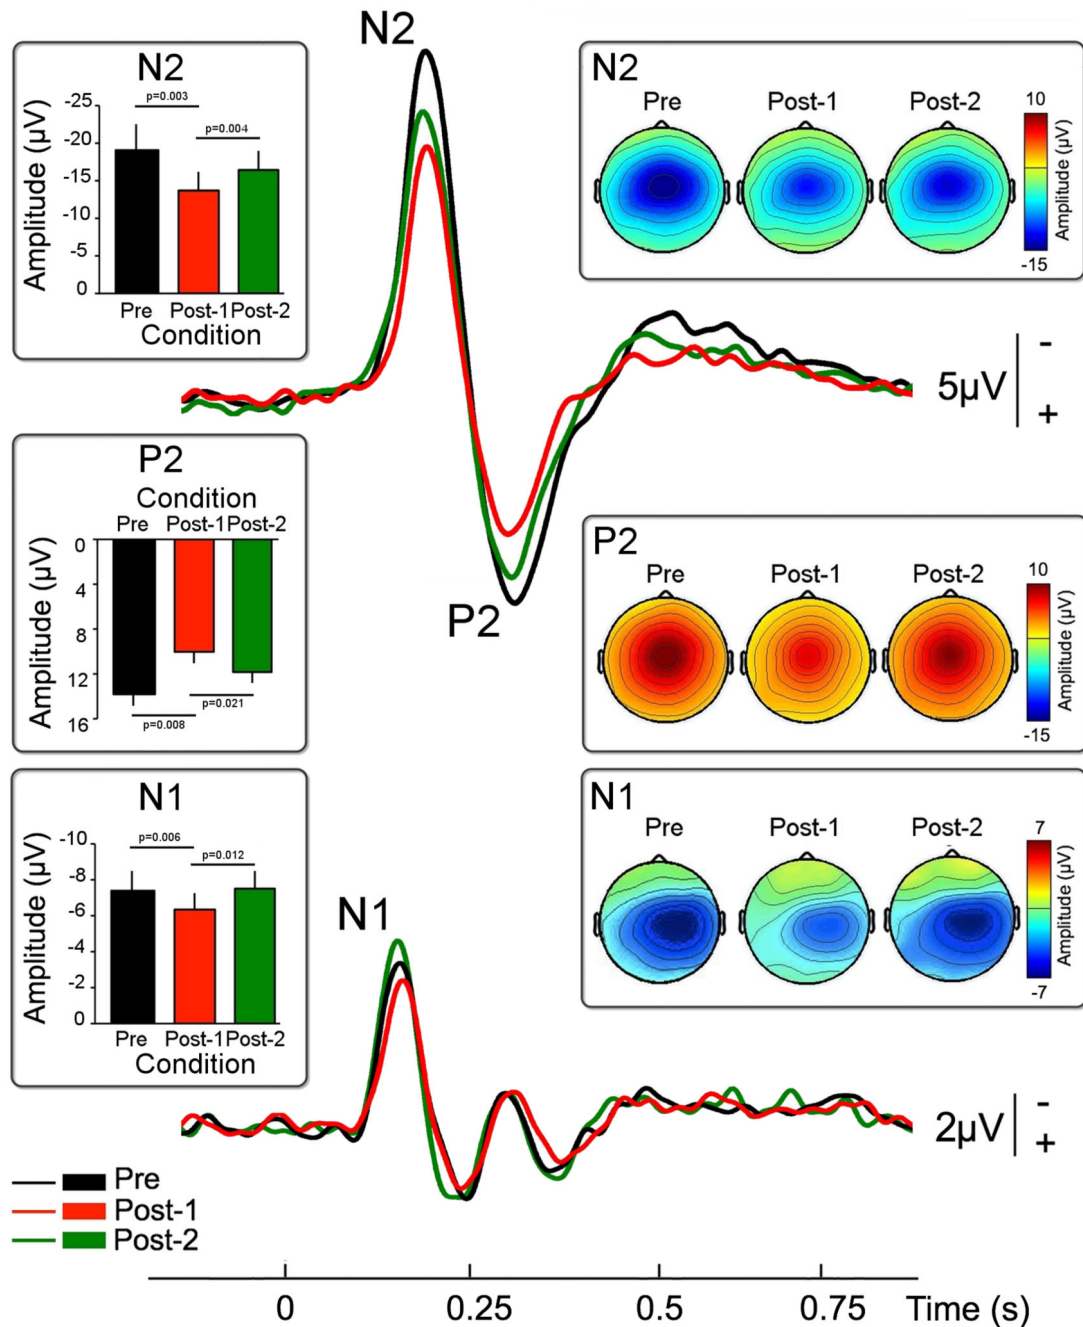 N2
N2
Amplitude (µV)
-25
-20
-15
-10
-5
0
p=0.003
p=0.004
Pre Post-1 Post-2
Condition
N2
Pre Post-1 Post-2
10
-15
Amplitude (µV)
5µV
-
+
P2
Condition
Pre Post-1 Post-2
Amplitude (µV)
0
4
8
12
16
p=0.008
p=0.021
P2
P2
Pre Post-1 Post-2
10
-15
Amplitude (µV)
N1
Amplitude (µV)
-10
-8
-6
-4
-2
0
p=0.006
p=0.012
Pre Post-1 Post-2
Condition
N1
N1
Pre Post-1 Post-2
7
-7
Amplitude (µV)
2µV
-
+
Pre
Post-1
Post-2
0 0.25 0.5 0.75 Time (s)